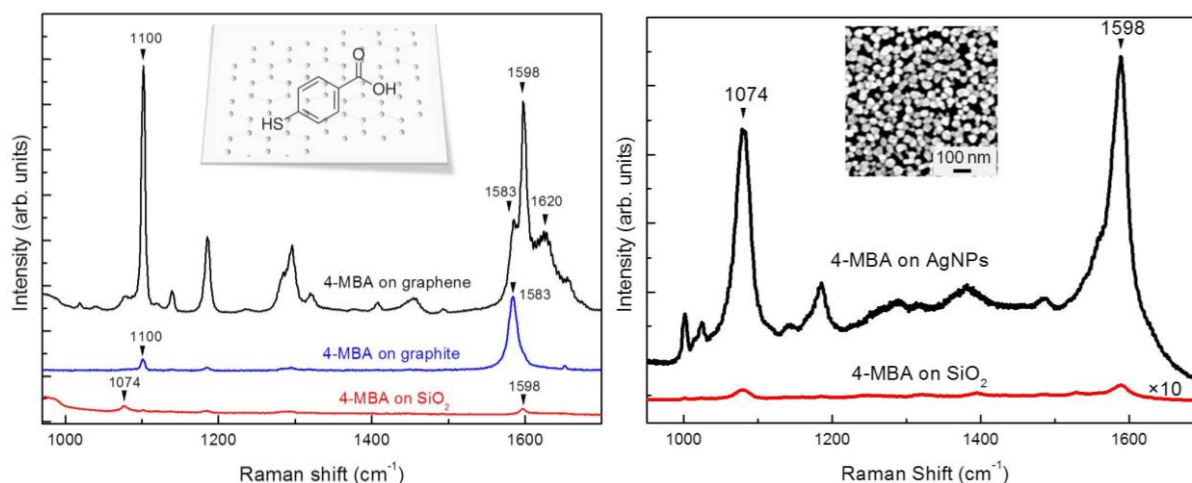 1100
O
OH
HS
1598
1583
1620
4-MBA on graphene
1583
1100
4-MBA on graphite
1074
4-MBA on SiO₂
1598
Intensity (arb. units)
1000 1200 1400 1600
Raman shift (cm⁻¹)
1598
1074
100 nm
4-MBA on AgNPs
4-MBA on SiO₂
×10
Intensity (arb. units)
1000 1200 1400 1600
Raman Shift (cm⁻¹)